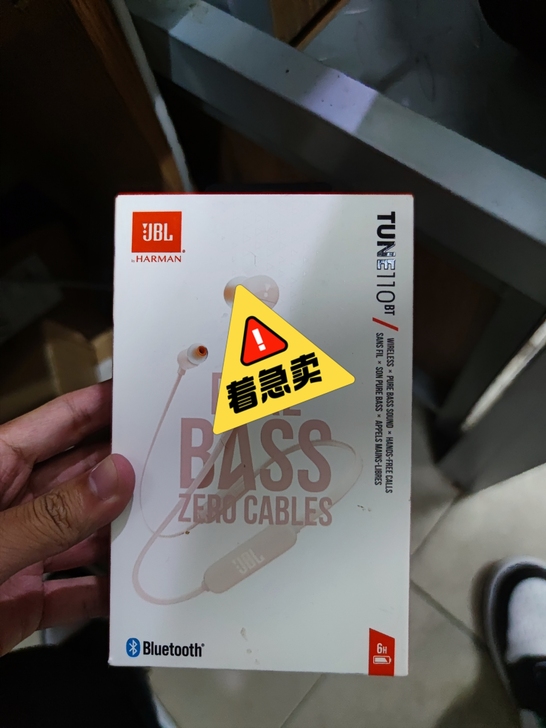 JBL
by HARMAN
TUNE110BT
WIRELESS • PURE BASS SOUND • HANDS-FREE CALLS
SANS FIL • SON PURE BASS • APPELS MAINS-LIBRES
!
着急卖
BASS
ZERO CABLES
JBL
Bluetooth®
6H